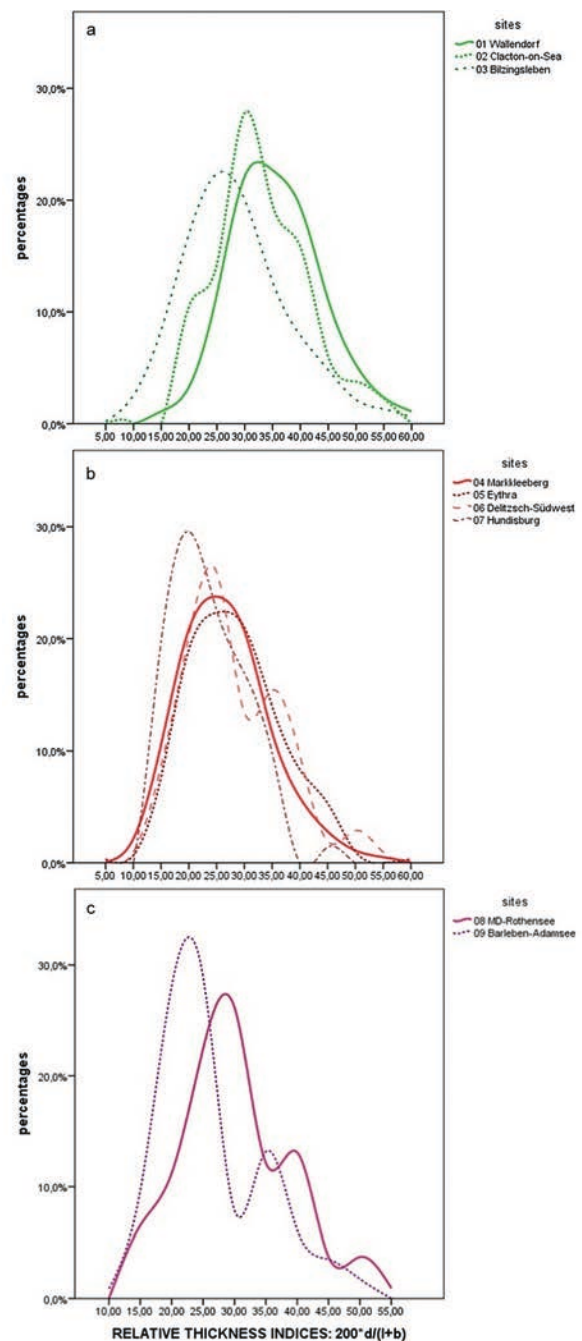 a
sites
01 Wallendorf
02 Clacton-on-Sea
03 Bilzingsleben
percentages
30,0%
20,0%
10,0%
0,0%
5,00 10,00 15,00 20,00 25,00 30,00 35,00 40,00 45,00 50,00 55,00 60,00
b
sites
04 Markkleeberg
05 Eythra
06 Delitzsch-Südwest
07 Hundisburg
percentages
30,0%
20,0%
10,0%
0,0%
5,00 10,00 15,00 20,00 25,00 30,00 35,00 40,00 45,00 50,00 55,00 60,00
c
sites
08 MD-Rothensee
09 Barleben-Adamsee
percentages
30,0%
20,0%
10,0%
0,0%
10,00 15,00 20,00 25,00 30,00 35,00 40,00 45,00 50,00 55,00
RELATIVE THICKNESS INDICES: 200*d/(l+b)